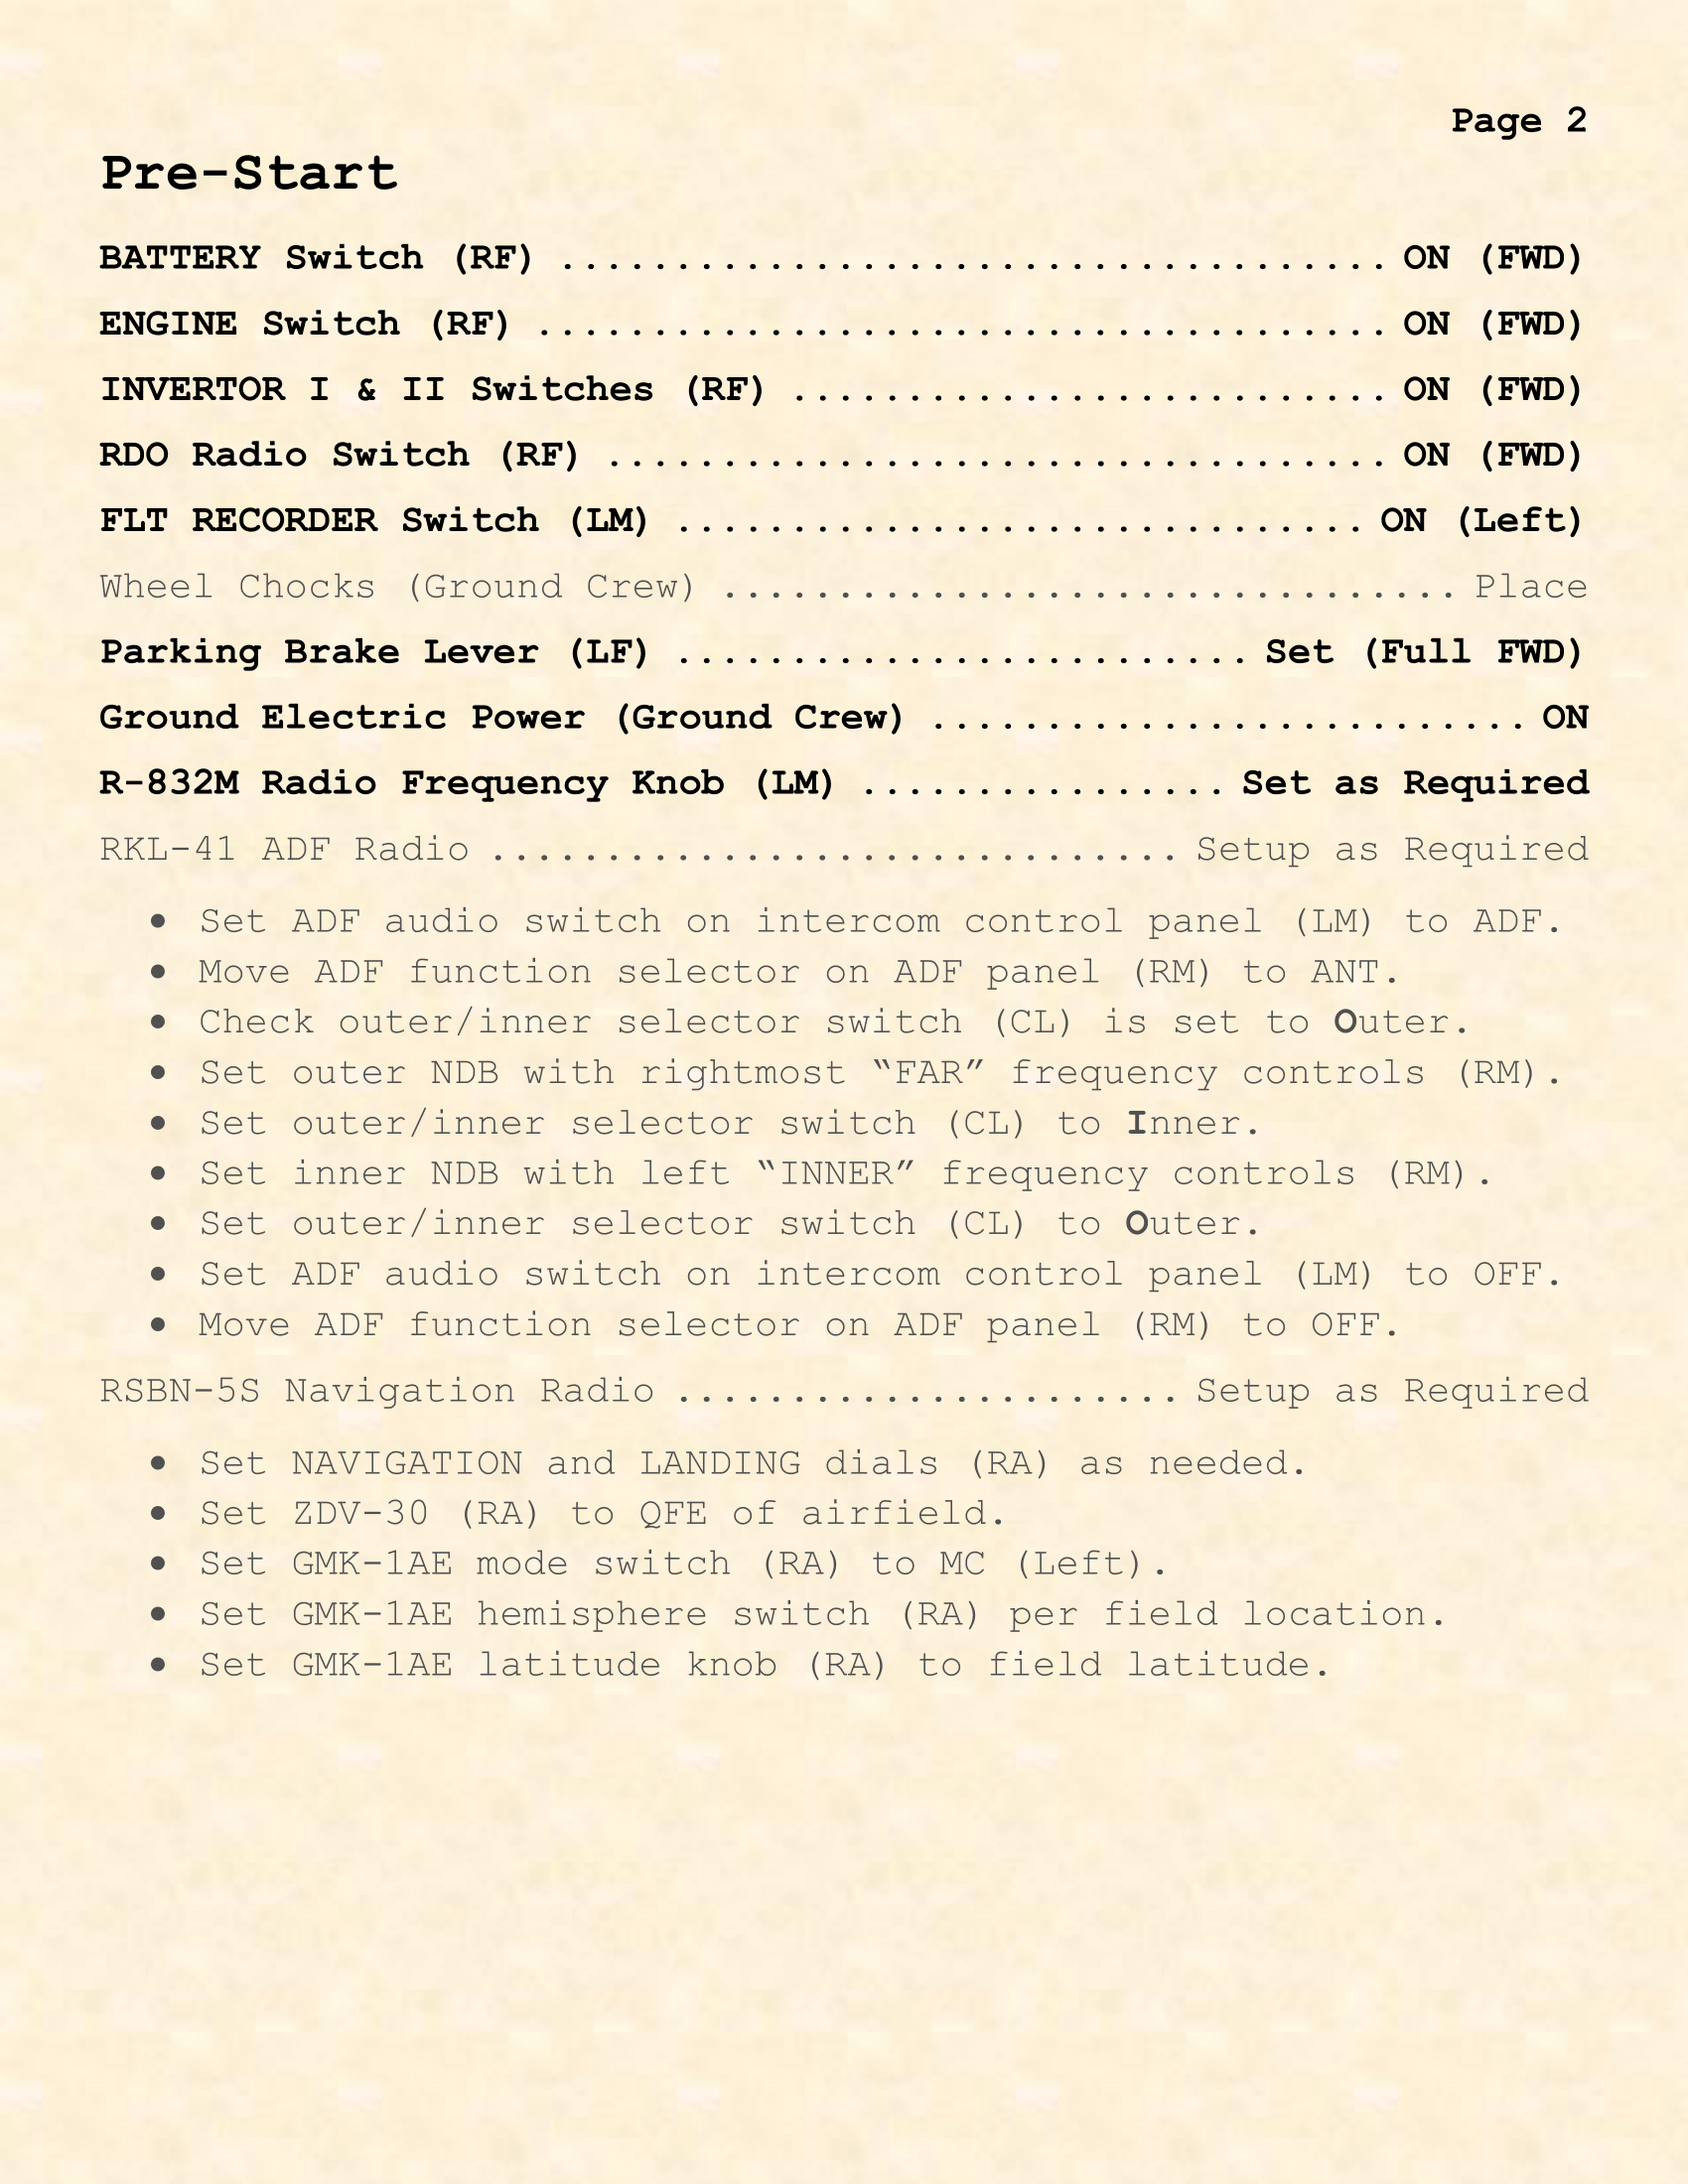 Page 2
Pre-Start
BATTERY Switch (RF) .................................... ON (FWD)
ENGINE Switch (RF) ..................................... ON (FWD)
INVERTOR I & II Switches (RF) .......................... ON (FWD)
RDO Radio Switch (RF) .................................. ON (FWD)
FLT RECORDER Switch (LM) .............................. ON (Left)
Wheel Chocks (Ground Crew) ................................ Place
Parking Brake Lever (LF) ......................... Set (Full FWD)
Ground Electric Power (Ground Crew) .......................... ON
R-832M Radio Frequency Knob (LM) ................ Set as Required
RKL-41 ADF Radio .............................. Setup as Required
• Set ADF audio switch on intercom control panel (LM) to ADF.
• Move ADF function selector on ADF panel (RM) to ANT.
• Check outer/inner selector switch (CL) is set to Outer.
• Set outer NDB with rightmost “FAR” frequency controls (RM).
• Set outer/inner selector switch (CL) to Inner.
• Set inner NDB with left “INNER” frequency controls (RM).
• Set outer/inner selector switch (CL) to Outer.
• Set ADF audio switch on intercom control panel (LM) to OFF.
• Move ADF function selector on ADF panel (RM) to OFF.
RSBN-5S Navigation Radio ...................... Setup as Required
• Set NAVIGATION and LANDING dials (RA) as needed.
• Set ZDV-30 (RA) to QFE of airfield.
• Set GMK-1AE mode switch (RA) to MC (Left).
• Set GMK-1AE hemisphere switch (RA) per field location.
• Set GMK-1AE latitude knob (RA) to field latitude.